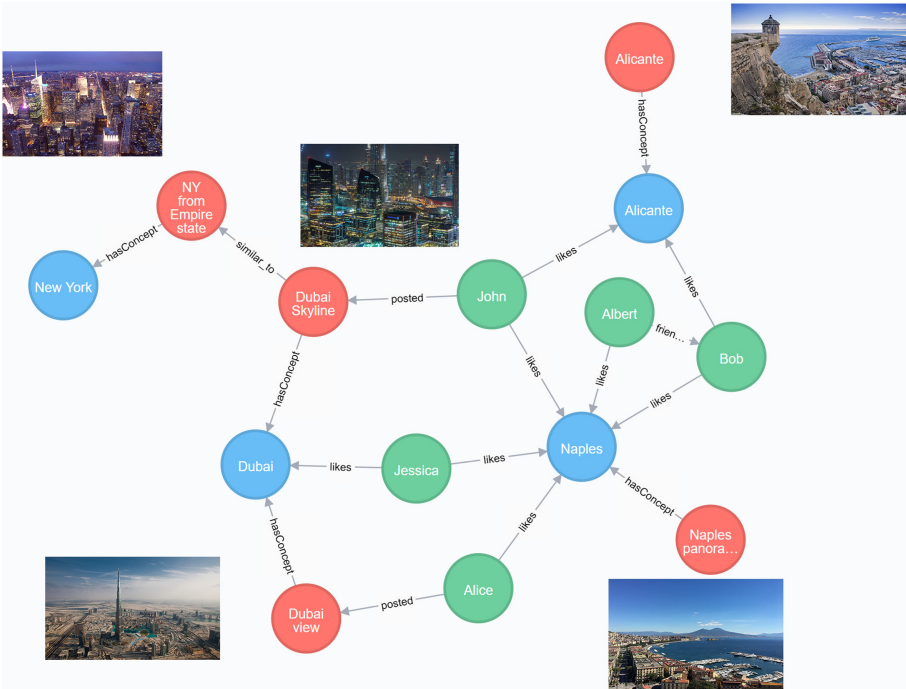 Alicante
hasConcept
NY
from
Empire
state
hasConcept
New York
similar_to
Dubai
Skyline
posted
John
likes
Alicante
likes
Albert
frien...
Bob
likes
likes
likes
hasConcept
Dubai
likes
Jessica
likes
Naples
likes
hasConcept
Naples
panora...
hasConcept
likes
Dubai
view
posted
Alice